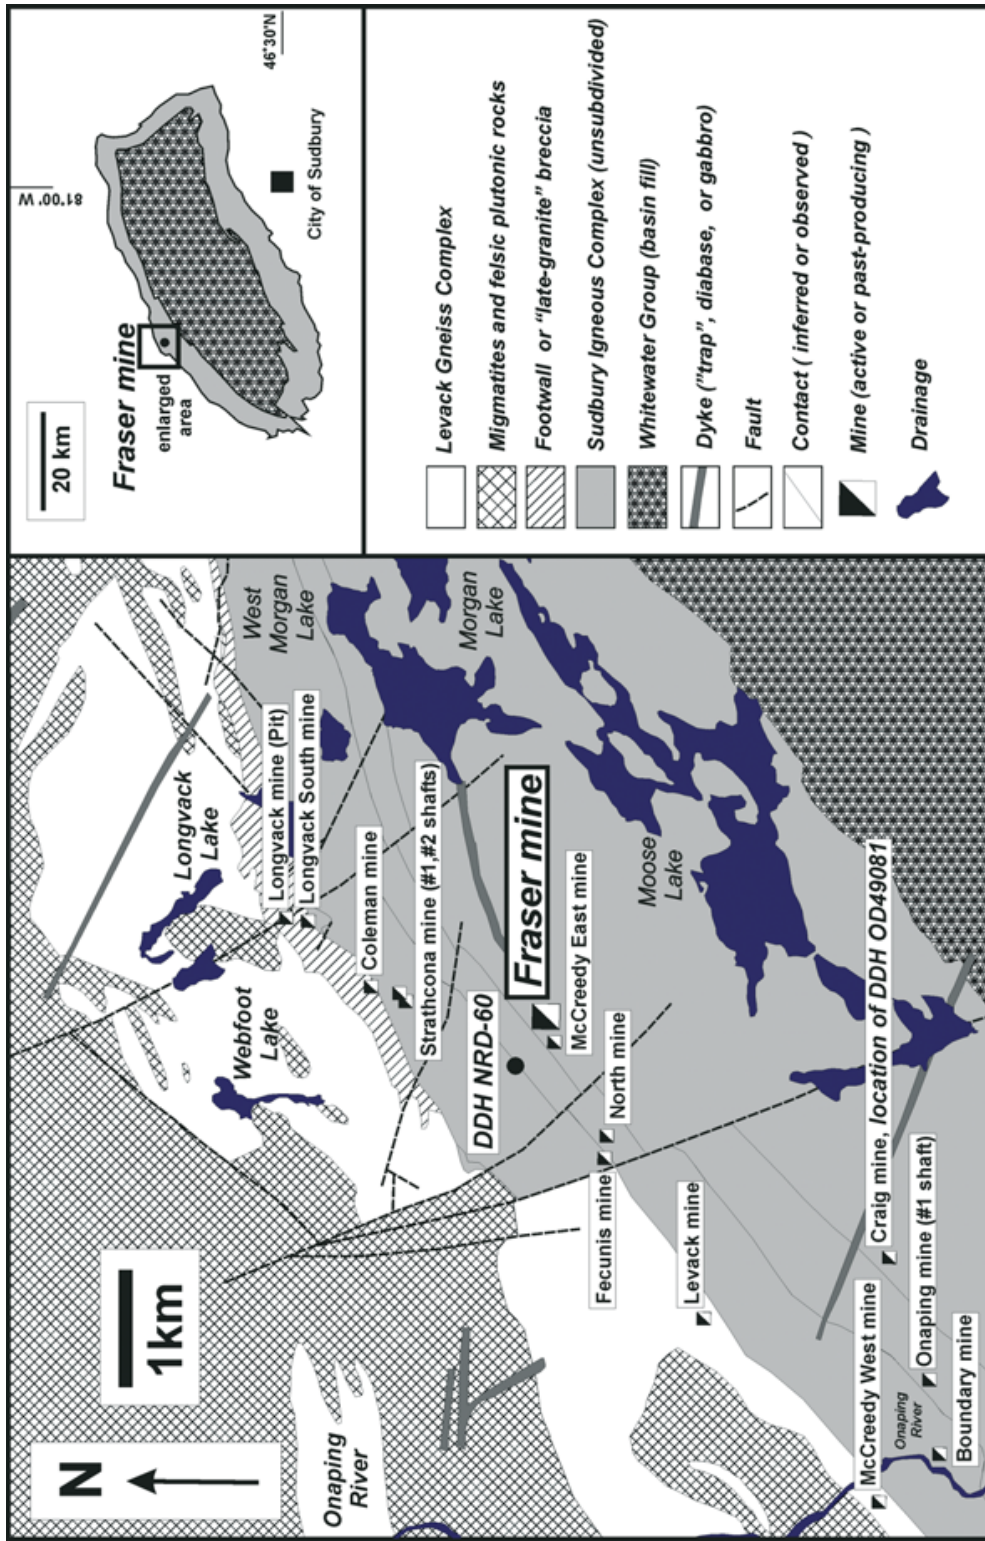 N
1km
Onaping
River
Webfoot
Lake
Longvack
Lake
West
Morgan
Lake
Morgan
Lake
Moose
Lake
Longvack mine (Pit)
Longvack South mine
Coleman mine
Strathcona mine (#1,#2 shafts)
DDH NRD-60
Fraser mine
McCreedy East mine
North mine
Fecunis mine
Levack mine
Craig mine, location of DDH OD49081
McCreedy West mine
Onaping
River
Onaping mine (#1 shaft)
Boundary mine
20 km
Fraser mine
enlarged
area
81°00' W
46°30'N
City of Sudbury
Levack Gneiss Complex
Migmatites and felsic plutonic rocks
Footwall or "late-granite" breccia
Sudbury Igneous Complex (unsubdivided)
Whitewater Group (basin fill)
Dyke ("trap", diabase, or gabbro)
Fault
Contact ( inferred or observed )
Mine (active or past-producing )
Drainage